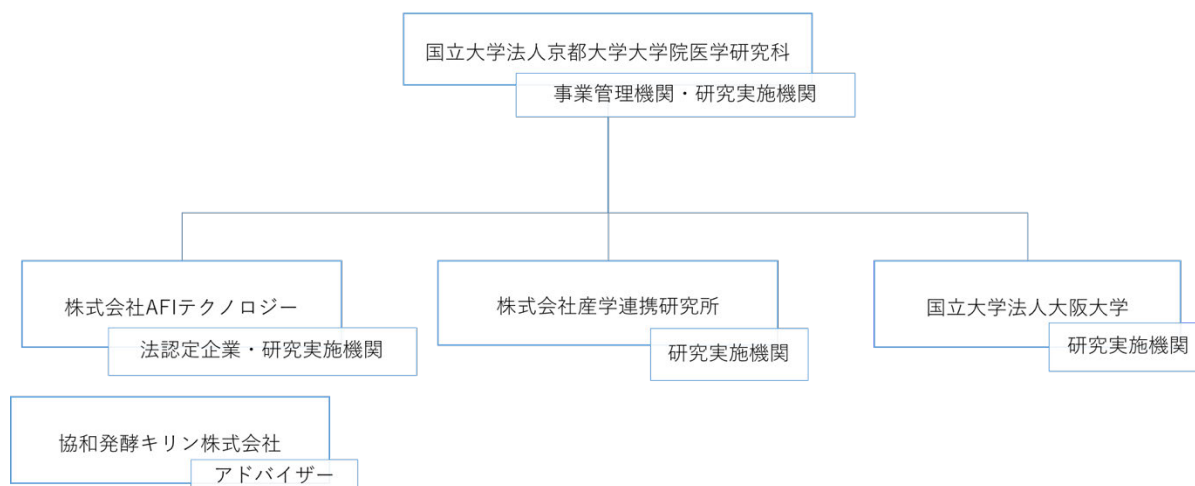 国立大学法人京都大学大学院医学研究科
事業管理機関・研究実施機関
株式会社AFIテクノロジー
法認定企業・研究実施機関
株式会社産学連携研究所
研究実施機関
国立大学法人大阪大学
研究実施機関
協和発酵キリン株式会社
アドバイザー